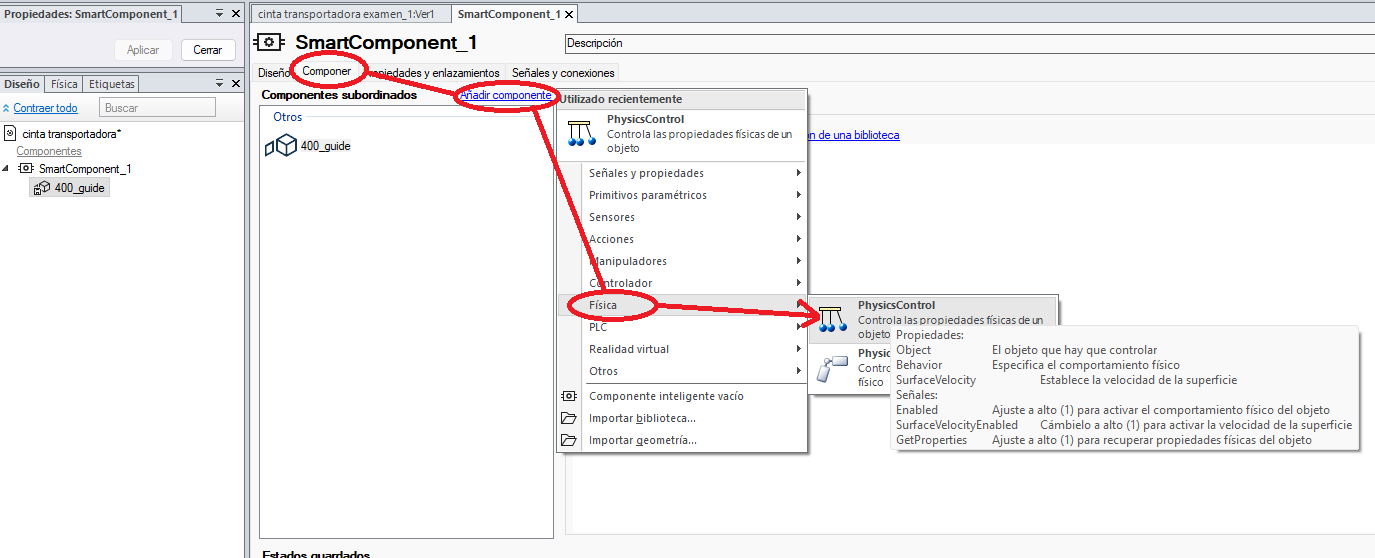 Propiedades: SmartComponent_1
Aplicar
Cerrar
Diseño
Física
Etiquetas
Contraer todo
Buscar
cinta transportadora*
Componentes
SmartComponent_1
400_guide
cinta transportadora examen_1:Ver1
SmartComponent_1
SmartComponent_1
Descripción
Diseño
Componer
opiedades y enlazamientos
Señales y conexiones
Componentes subordinados
Añadir componente
Otros
400_guide
Estados guardados
Utilizado recientemente
PhysicsControl
Controla las propiedades físicas de un
objeto
ón de una biblioteca
Señales y propiedades
Primitivos paramétricos
Sensores
Acciones
Manipuladores
Controlador
Física
PLC
Realidad virtual
Otros
Componente inteligente vacío
Importar biblioteca...
Importar geometría...
PhysicsControl
Controla las propiedades físicas de un
objeto
Physic
Contro
físico
Propiedades:
Object El objeto que hay que controlar
Behavior Especifica el comportamiento físico
SurfaceVelocity Establece la velocidad de la superficie
Señales:
Enabled Ajuste a alto (1) para activar el comportamiento físico del objeto
SurfaceVelocityEnabled Cámbielo a alto (1) para activar la velocidad de la superficie
GetProperties Ajuste a alto (1) para recuperar propiedades físicas del objeto